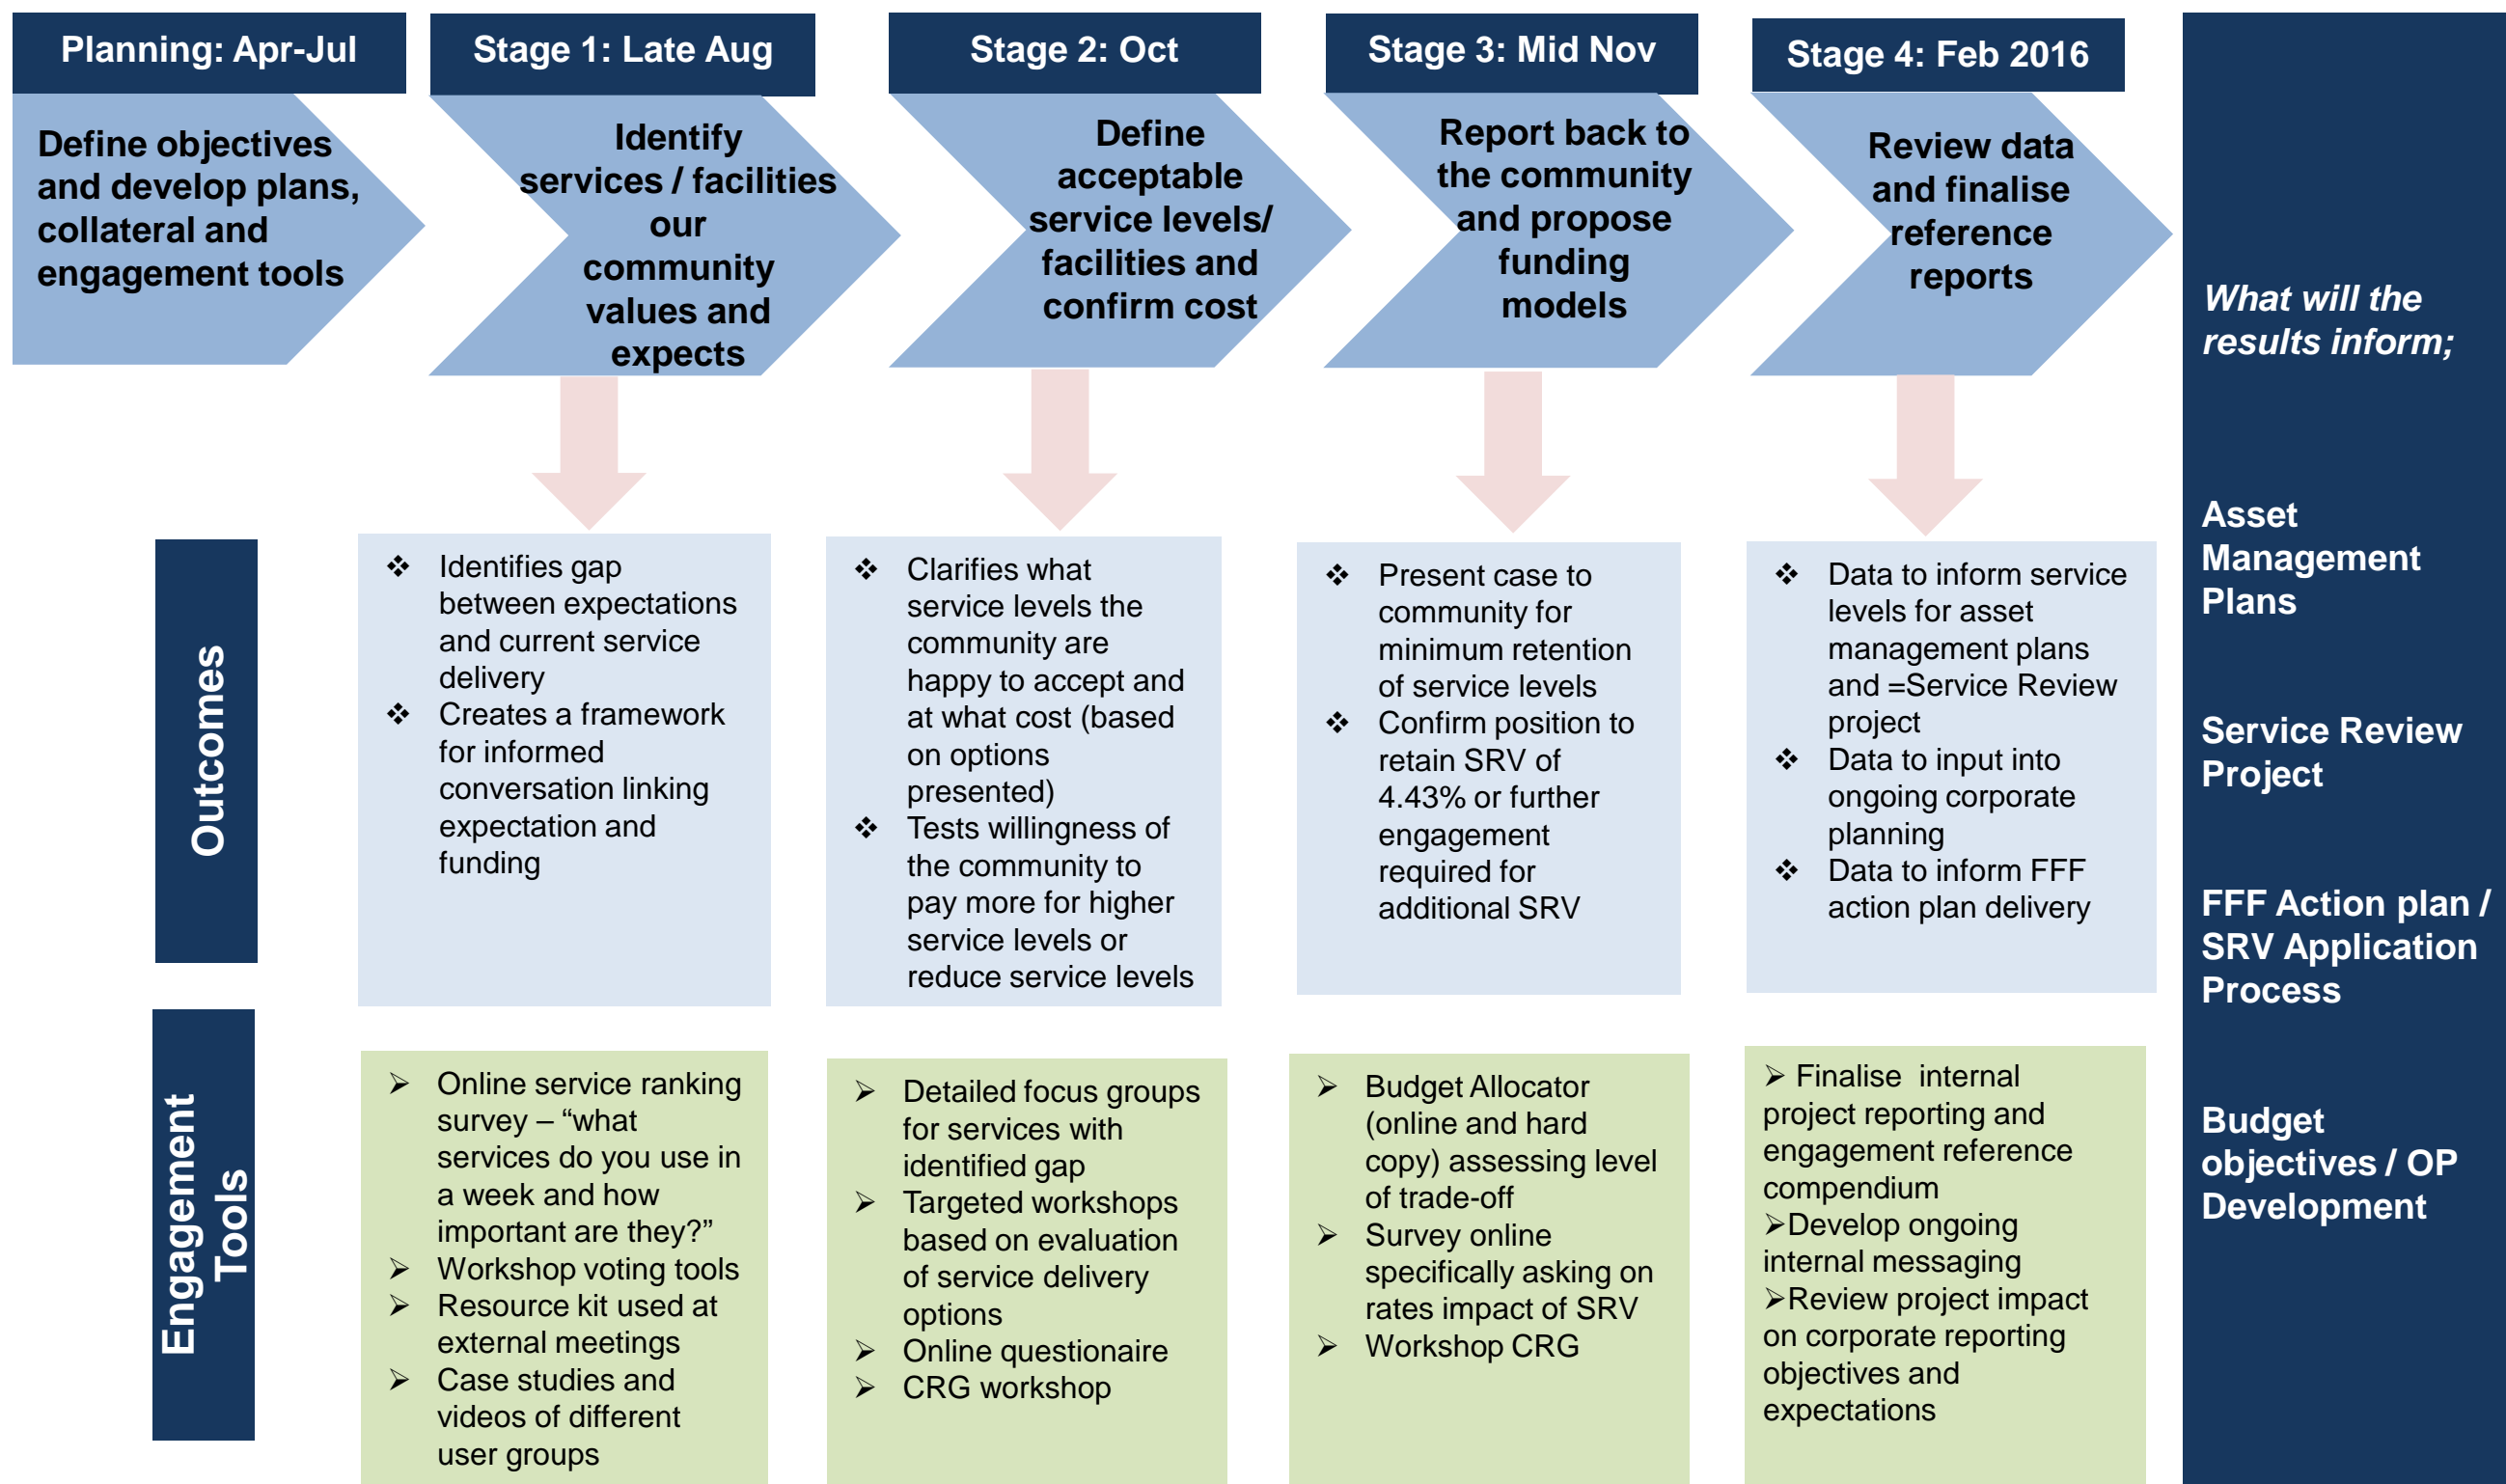 Planning: Apr-Jul
Define objectives
and develop plans,
collateral and
engagement tools
Stage 1: Late Aug
Identify
services / facilities
our
community
values and
expects
Stage 2: Oct
Define
acceptable
service levels/
facilities and
confirm cost
Stage 3: Mid Nov
Report back to
the community
and propose
funding
models
Stage 4: Feb 2016
Review data
and finalise
reference
reports
Outcomes
❖ Identifies gap
between expectations
and current service
delivery
❖ Creates a framework
for informed
conversation linking
expectation and
funding
❖ Clarifies what
service levels the
community are
happy to accept and
at what cost (based
on options
presented)
❖ Tests willingness of
the community to
pay more for higher
service levels or
reduce service levels
❖ Present case to
community for
minimum retention
of service levels
❖ Confirm position to
retain SRV of
4.43% or further
engagement
required for
additional SRV
❖ Data to inform service
levels for asset
management plans
and =Service Review
project
❖ Data to input into
ongoing corporate
planning
❖ Data to inform FFF
action plan delivery
Engagement
Tools
➢ Online service ranking
survey – “what
services do you use in
a week and how
important are they?”
➢ Workshop voting tools
➢ Resource kit used at
external meetings
➢ Case studies and
videos of different
user groups
➢ Detailed focus groups
for services with
identified gap
➢ Targeted workshops
based on evaluation
of service delivery
options
➢ Online questionaire
➢ CRG workshop
➢ Budget Allocator
(online and hard
copy) assessing level
of trade-off
➢ Survey online
specifically asking on
rates impact of SRV
➢ Workshop CRG
➢ Finalise internal
project reporting and
engagement reference
compendium
➢Develop ongoing
internal messaging
➢Review project impact
on corporate reporting
objectives and
expectations
What will the
results inform;
Asset
Management
Plans
Service Review
Project
FFF Action plan /
SRV Application
Process
Budget
objectives / OP
Development